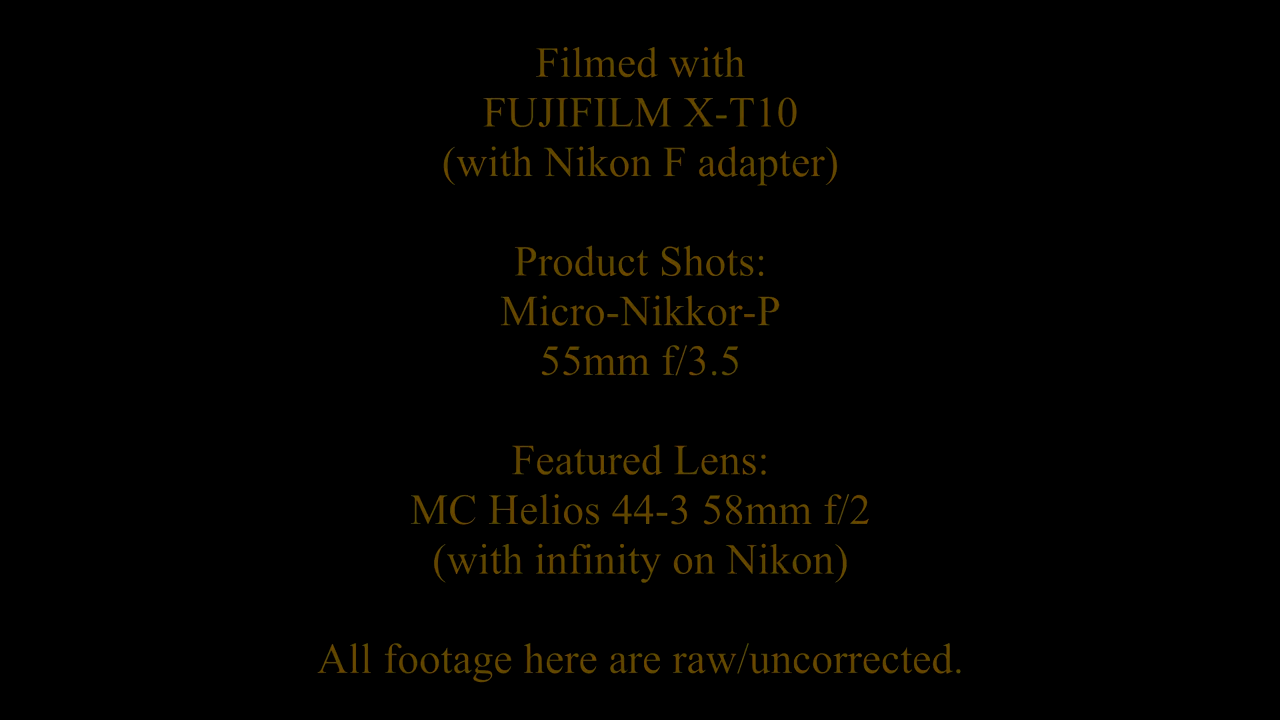 Filmed with
FUJIFILM X-T10
(with Nikon F adapter)
Product Shots:
Micro-Nikkor-P
55mm f/3.5
Featured Lens:
MC Helios 44-3 58mm f/2
(with infinity on Nikon)
All footage here are raw/uncorrected.